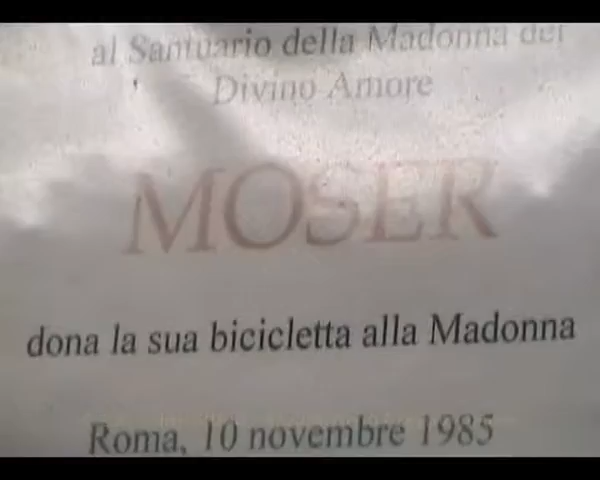 al Santuario della Madonna del
Divino Amore
MOSER
dona la sua bicicletta alla Madonna
Roma, 10 novembre 1985